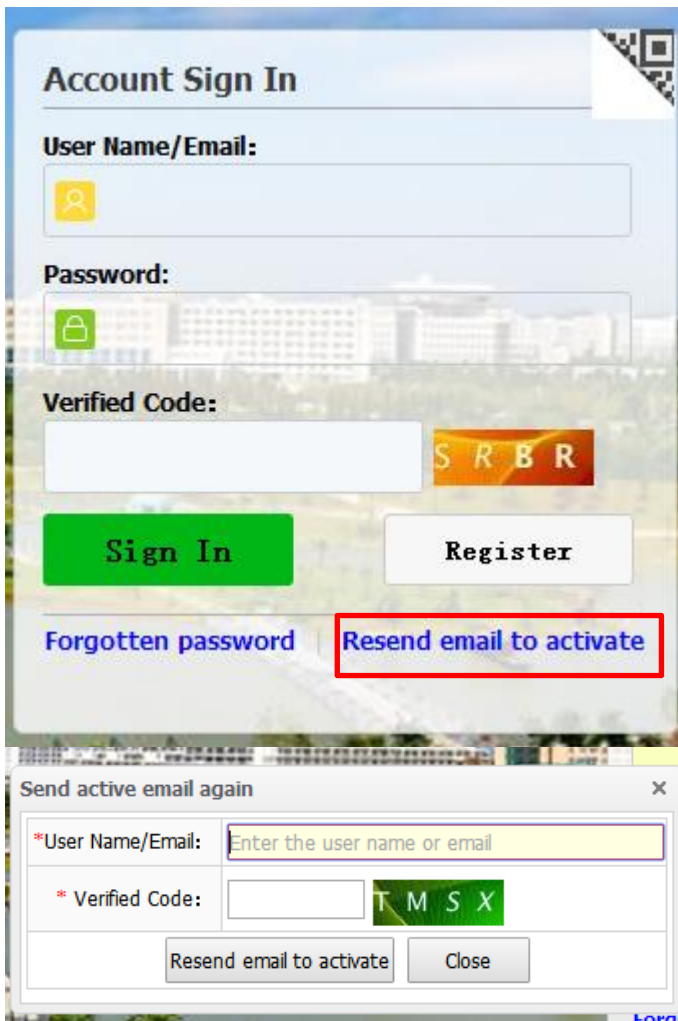 Account Sign In
User Name/Email:
Password:
Verified Code:
S R B R
Sign In Register
Forgotten password | Resend email to activate
Send active email again ×
*User Name/Email: Enter the user name or email
* Verified Code: T M S X
Resend email to activate Close